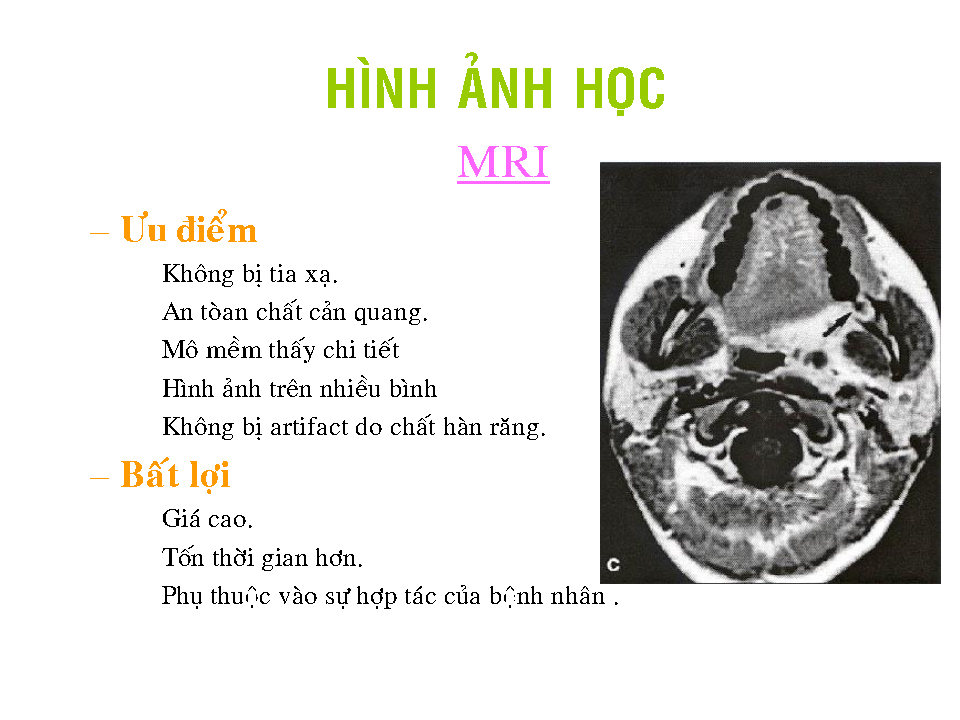 HÌNH ẢNH HỌC
MRI
– Ưu điểm
Không bị tia xạ.
An tòan chất cản quang.
Mô mềm thấy chi tiết
Hình ảnh trên nhiều bình
Không bị artifact do chất hàn răng.
– Bất lợi
Giá cao.
Tốn thời gian hơn.
Phụ thuộc vào sự hợp tác của bệnh nhân .
C